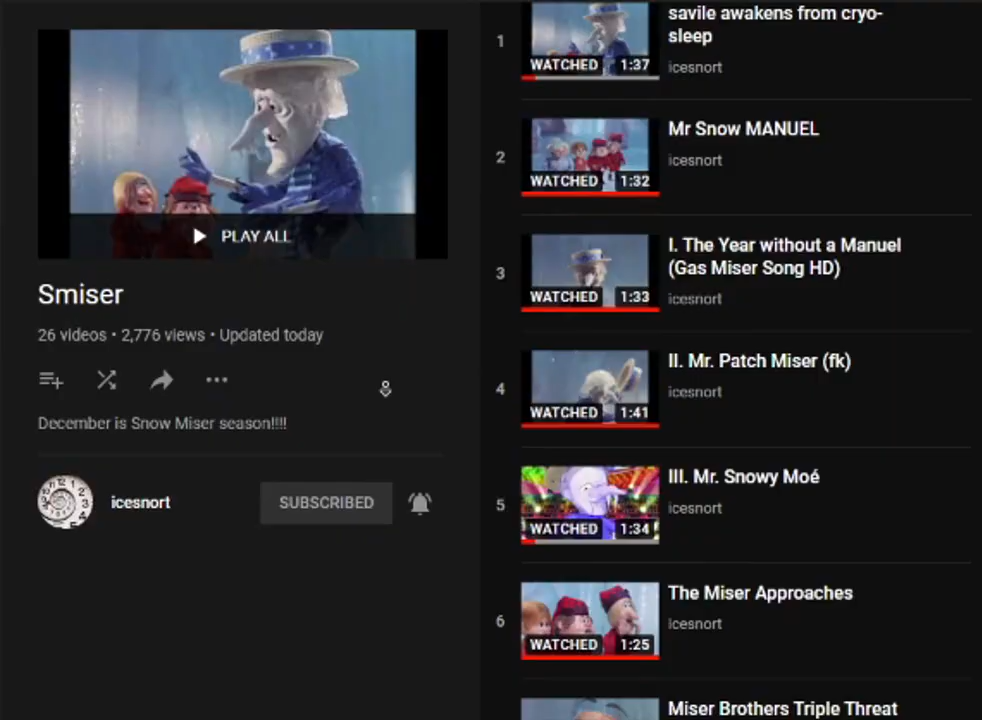 PLAY ALL
Smiser
26 videos • 2,776 views • Updated today
December is Snow Miser season!!!!
icesnort
SUBSCRIBED
1
WATCHED
1:37
savile awakens from cryo-
sleep
icesnort
2
WATCHED
1:32
Mr Snow MANUEL
icesnort
3
WATCHED
1:33
I. The Year without a Manuel
(Gas Miser Song HD)
icesnort
4
WATCHED
1:41
II. Mr. Patch Miser (fk)
icesnort
5
WATCHED
1:34
III. Mr. Snowy Moé
icesnort
6
WATCHED
1:25
The Miser Approaches
icesnort
Miser Brothers Triple Threat